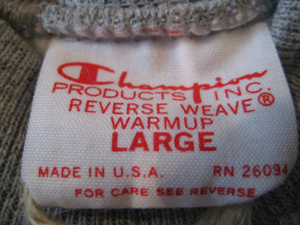 Champion
PRODUCTS INC.
REVERSE WEAVE®
WARMUP
LARGE
MADE IN U.S.A. RN 26094
FOR CARE SEE REVERSE